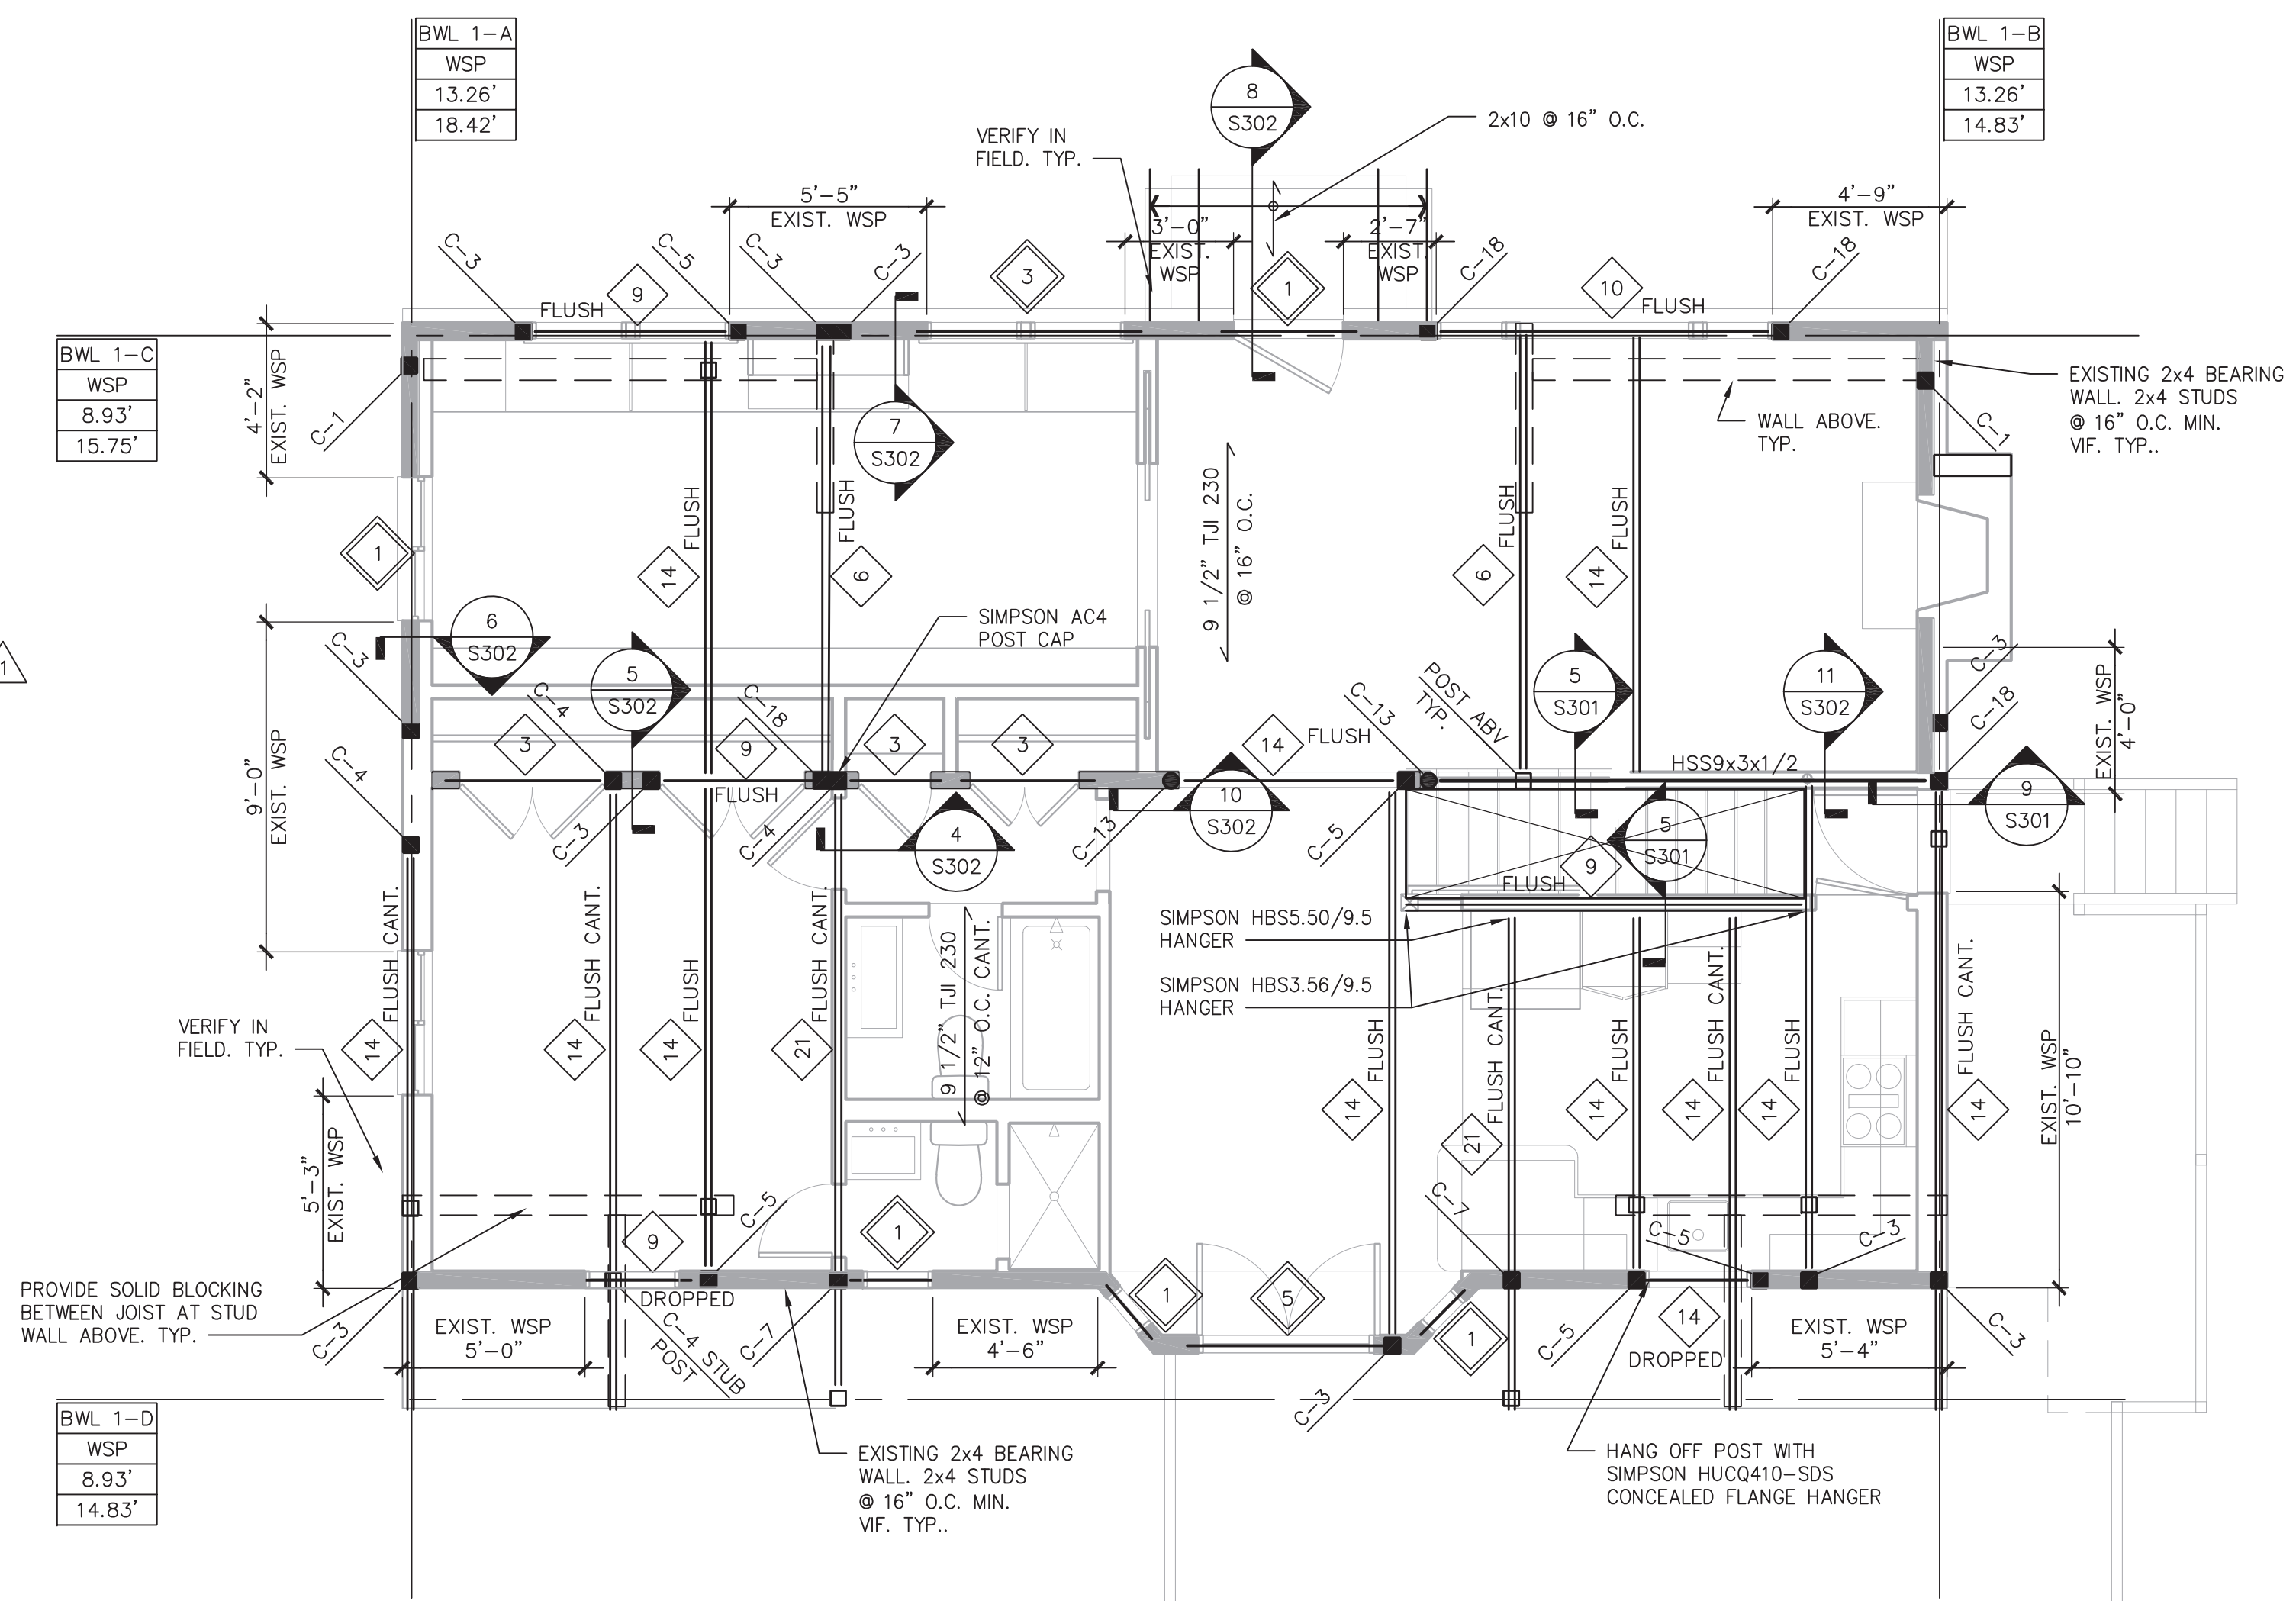 BWL 1-A
WSP
13.26'
18.42'
BWL 1-B
WSP
13.26'
14.83'
8
S302
2x10 @ 16" O.C.
VERIFY IN
FIELD. TYP.
5'-5"
EXIST. WSP
3'-0"
EXIST.
WSP
2'-7"
EXIST.
WSP
4'-9"
EXIST. WSP
C-3
C-5
C-3
C-3
C-18
C-18
FLUSH
9
3
1
10
FLUSH
BWL 1-C
WSP
8.93'
15.75'
4'-2"
EXIST. WSP
C-1
7
S302
WALL ABOVE.
TYP.
C-1
EXISTING 2x4 BEARING
WALL. 2x4 STUDS
@ 16" O.C. MIN.
VIF. TYP..
1
FLUSH
14
FLUSH
6
9 1/2" TJI 230
@ 16" O.C.
FLUSH
6
FLUSH
14
1
6
S302
5
S302
SIMPSON AC4
POST CAP
C-3
C-4
C-18
POST ABV
TYP.
C-13
5
S301
11
S302
C-3
C-18
EXIST. WSP
4'-0"
3
9
3
3
14
FLUSH
HSS9x3x1/2
FLUSH
9'-0"
EXIST. WSP
C-4
C-3
C-4
4
S302
C-13
10
S302
C-5
9
5
S301
FLUSH
9
S301
FLUSH CANT.
14
FLUSH CANT.
14
FLUSH
14
FLUSH CANT.
21
9 1/2" TJI 230
@ 12" O.C. CANT.
SIMPSON HBS5.50/9.5
HANGER
SIMPSON HBS3.56/9.5
HANGER
FLUSH
14
FLUSH CANT.
21
FLUSH
14
FLUSH CANT.
14
FLUSH
14
FLUSH CANT.
14
EXIST. WSP
10'-10"
VERIFY IN
FIELD. TYP.
5'-3"
EXIST. WSP
9
C-5
1
1
5
1
C-7
C-5
C-3
PROVIDE SOLID BLOCKING
BETWEEN JOIST AT STUD
WALL ABOVE. TYP.
C-3
EXIST. WSP
5'-0"
DROPPED
C-4 STUB
POST
C-7
EXIST. WSP
4'-6"
C-3
C-5
14
DROPPED
EXIST. WSP
5'-4"
C-3
BWL 1-D
WSP
8.93'
14.83'
EXISTING 2x4 BEARING
WALL. 2x4 STUDS
@ 16" O.C. MIN.
VIF. TYP..
HANG OFF POST WITH
SIMPSON HUCQ410-SDS
CONCEALED FLANGE HANGER